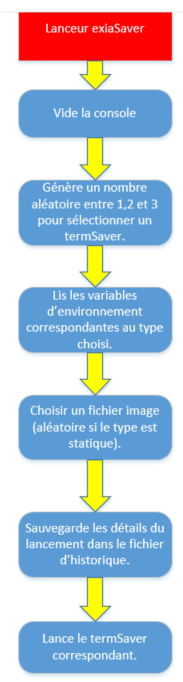 Lanceur exiaSaver
Vide la console
Génère un nombre
aléatoire entre 1,2 et 3
pour sélectionner un
termSaver.
Lis les variables
d'environnement
correspondantes au type
choisi.
Choisir un fichier image
(aléatoire si le type est
statique).
Sauvegarde les détails du
lancement dans le fichier
d'historique.
Lance le termSaver
correspondant.